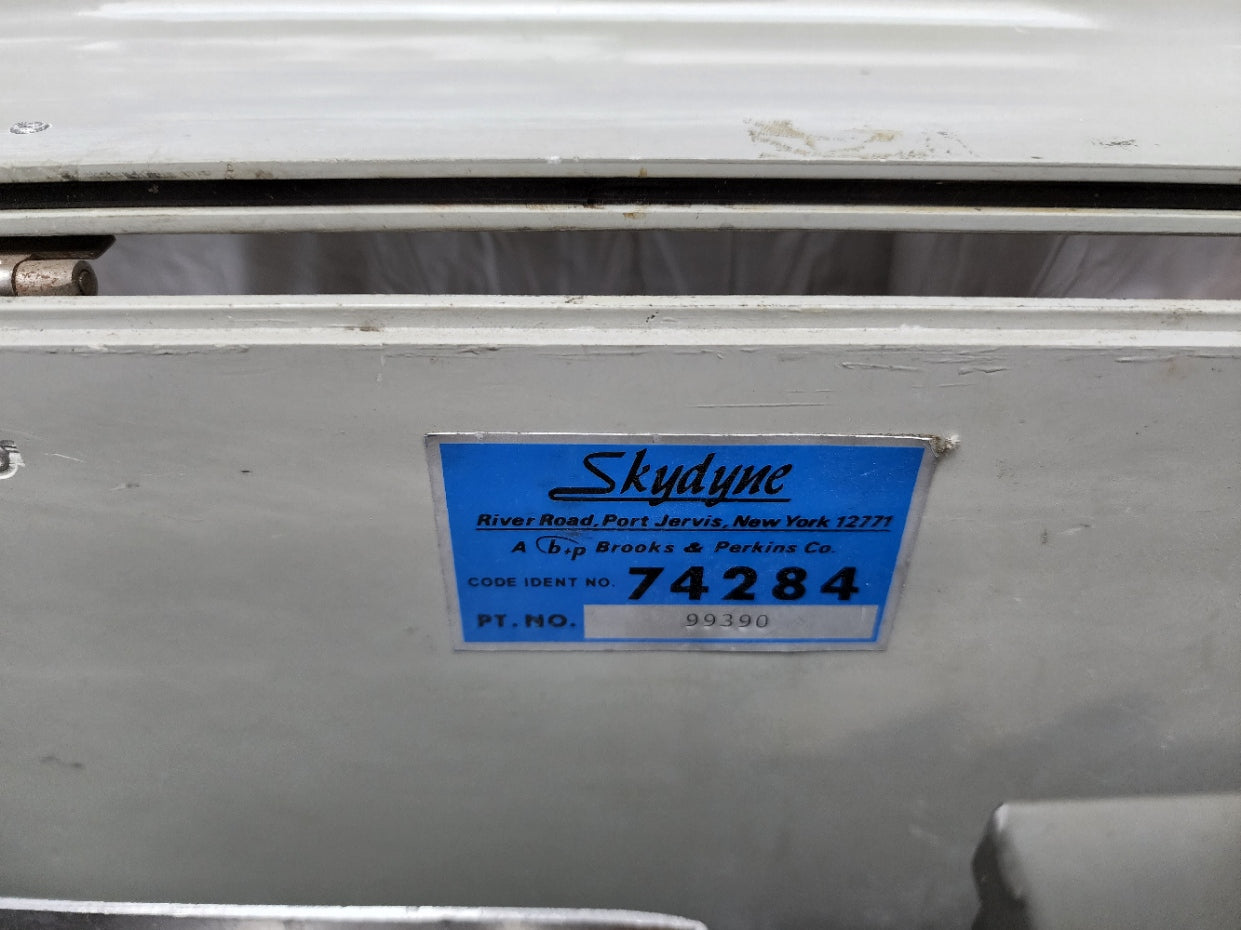 Skydyne
River Road, Port Jervis, New York 12771
A b+p Brooks & Perkins Co.
CODE IDENT NO. 74284
PT. NO. 99390